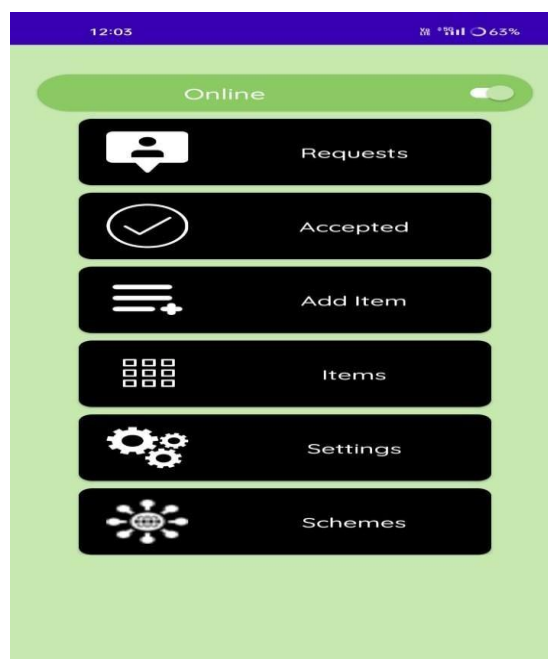 12:03 63%
Online
Requests
Accepted
Add Item
Items
Settings
Schemes